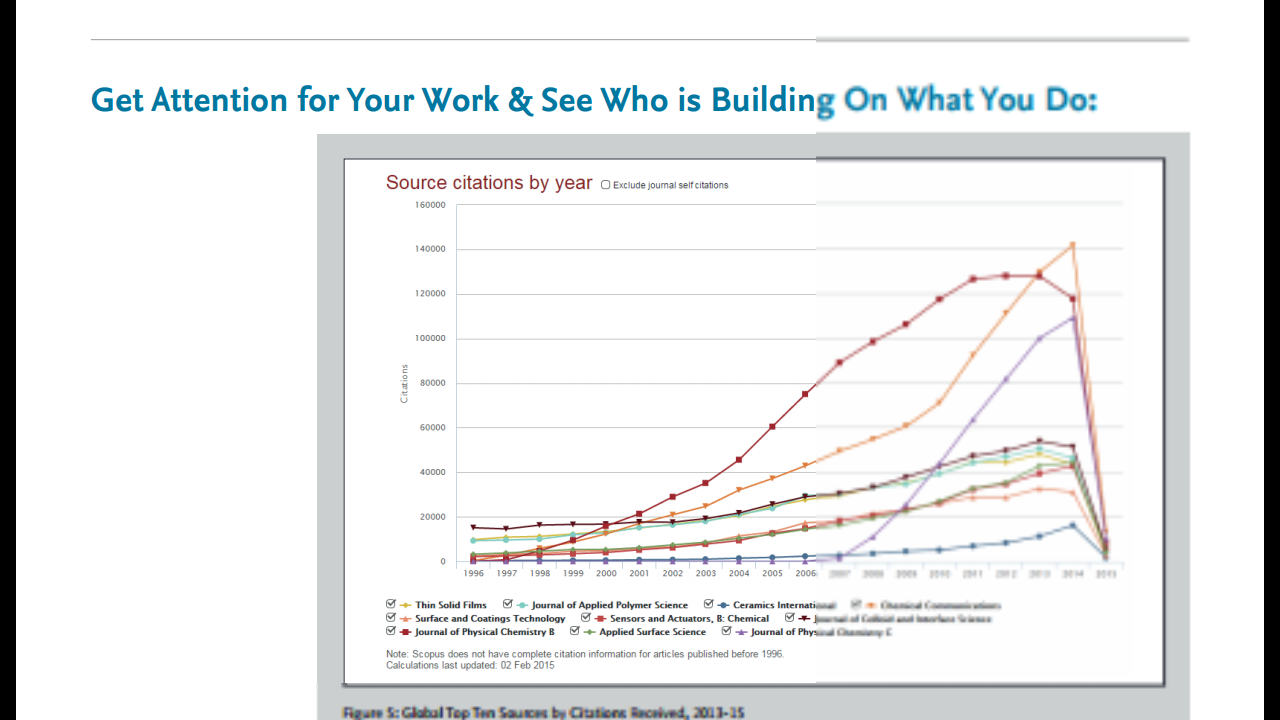 Get Attention for Your Work & See Who is Building On What You Do:
Source citations by year Exclude journal self citations
160000
140000
120000
100000
80000
60000
40000
20000
0
Citations
1996 1997 1998 1999 2000 2001 2002 2003 2004 2005 2006 2007 2008 2009 2010 2011 2012 2013 2014 2015
Thin Solid Films Journal of Applied Polymer Science Ceramics International Chemical Communications
Surface and Coatings Technology Sensors and Actuators, B: Chemical Journal of Colloid and Interface Science
Journal of Physical Chemistry B Applied Surface Science Journal of Physical Chemistry C
Note: Scopus does not have complete citation information for articles published before 1996.
Calculations last updated: 02 Feb 2015
Figure 5: Global Top Ten Sources by Citations Received, 2013-15